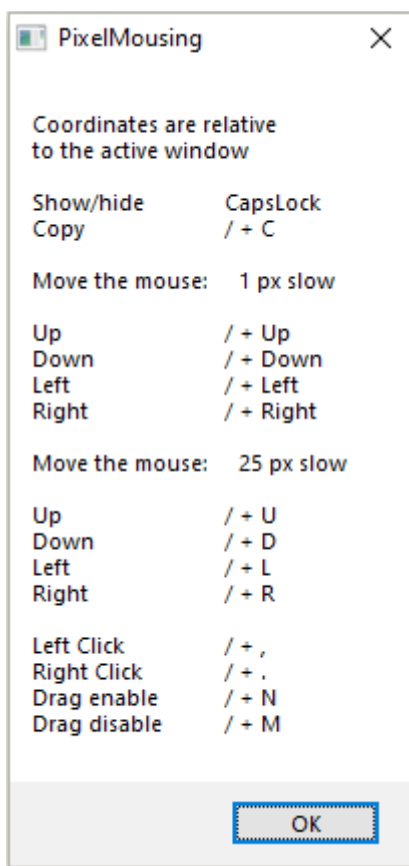 PixelMousing
Coordinates are relative
to the active window
Show/hide CapsLock
Copy / + C
Move the mouse: 1 px slow
Up / + Up
Down / + Down
Left / + Left
Right / + Right
Move the mouse: 25 px slow
Up / + U
Down / + D
Left / + L
Right / + R
Left Click / + ,
Right Click / + .
Drag enable / + N
Drag disable / + M
OK